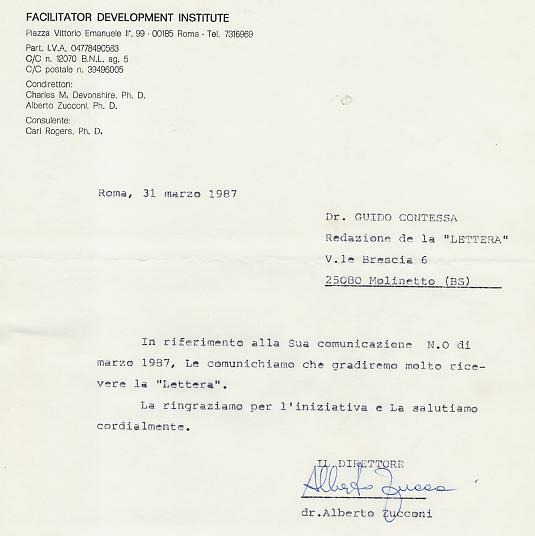 FACILITATOR DEVELOPMENT INSTITUTE
Piazza Vittorio Emanuele II°, 99 - 00185 Roma - Tel. 7316969
Part. I.V.A. 04778490583
C/C n. 12070 B.N.L. ag. 5
C/C postale n. 39496005
Condirettori:
Charles M. Devonshire, Ph. D.
Alberto Zucconi, Ph. D.
Consulente:
Carl Rogers, Ph. D.
Roma, 31 marzo 1987
Dr. GUIDO CONTESSA
Redazione de la "LETTERA"
V.le Brescia 6
25080 Molinetto (BS)
In riferimento alla Sua comunicazione N.O di
marzo 1987, Le comunichiamo che gradiremo molto rice-
vere la "Lettera".
La ringraziamo per l'iniziativa e La salutiamo
cordialmente.
IL DIRETTORE
Alberto Zucconi
dr.Alberto Zucconi